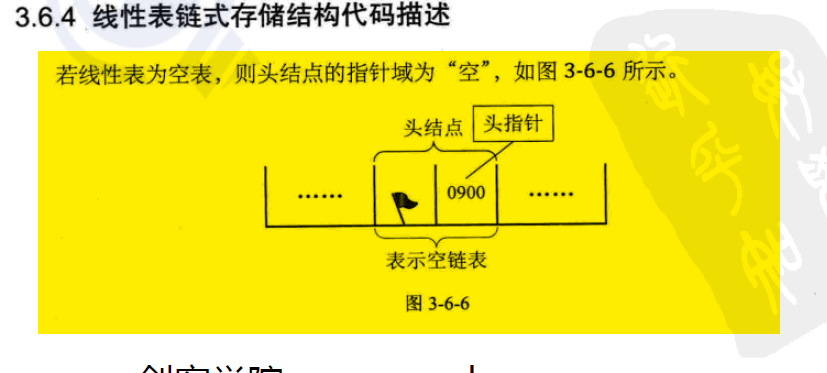 3.6.4 线性表链式存储结构代码描述
若线性表为空表，则头结点的指针域为“空”，如图 3-6-6 所示。
头结点 头指针
…… 0900 ……
表示空链表
图 3-6-6